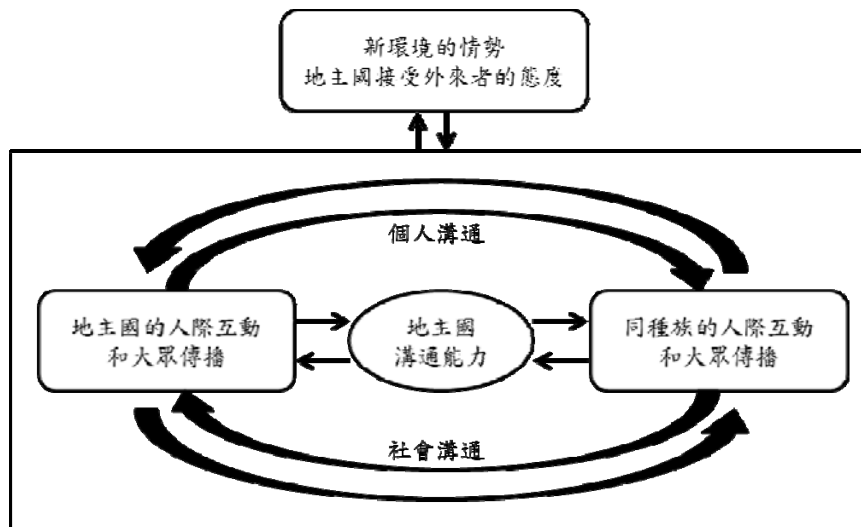 新環境的情勢
地主國接受外來者的態度
個人溝通
地主國的人際互動
和大眾傳播
地主國
溝通能力
同種族的人際互動
和大眾傳播
社會溝通